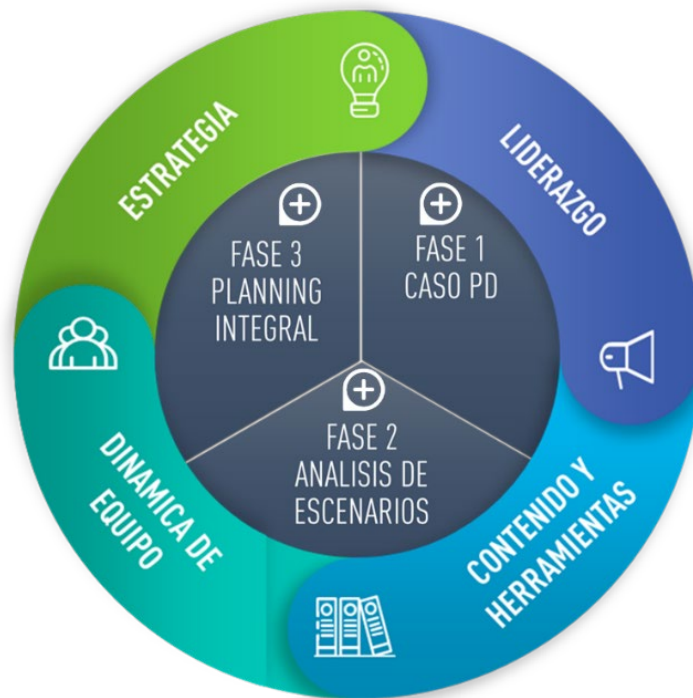 ESTRATEGIA
LIDERAZGO
FASE 3
PLANNING
INTEGRAL
FASE 1
CASO PD
FASE 2
ANALISIS DE
ESCENARIOS
DINAMICA DE
EQUIPO
CONTENIDO Y
HERRAMIENTAS